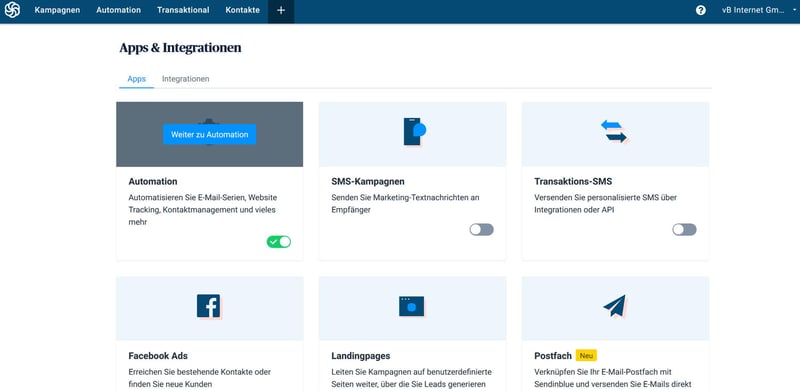 Kampagnen Automation Transaktional Kontakte + ? vB Internet Gm...
Apps & Integrationen
Apps Integrationen
Weiter zu Automation
Automation
Automatisieren Sie E-Mail-Serien, Website
Tracking, Kontaktmanagement und vieles
mehr
SMS-Kampagnen
Senden Sie Marketing-Textnachrichten an
Empfänger
Transaktions-SMS
Versenden Sie personalisierte SMS über
Integrationen oder API
Facebook Ads
Erreichen Sie bestehende Kontakte oder
finden Sie neue Kunden
Landingpages
Leiten Sie Kampagnen auf benutzerdefinierte
Seiten weiter, über die Sie Leads generieren
Postfach Neu
Verknüpfen Sie Ihr E-Mail-Postfach mit
Sendinblue und versenden Sie E-Mails direkt